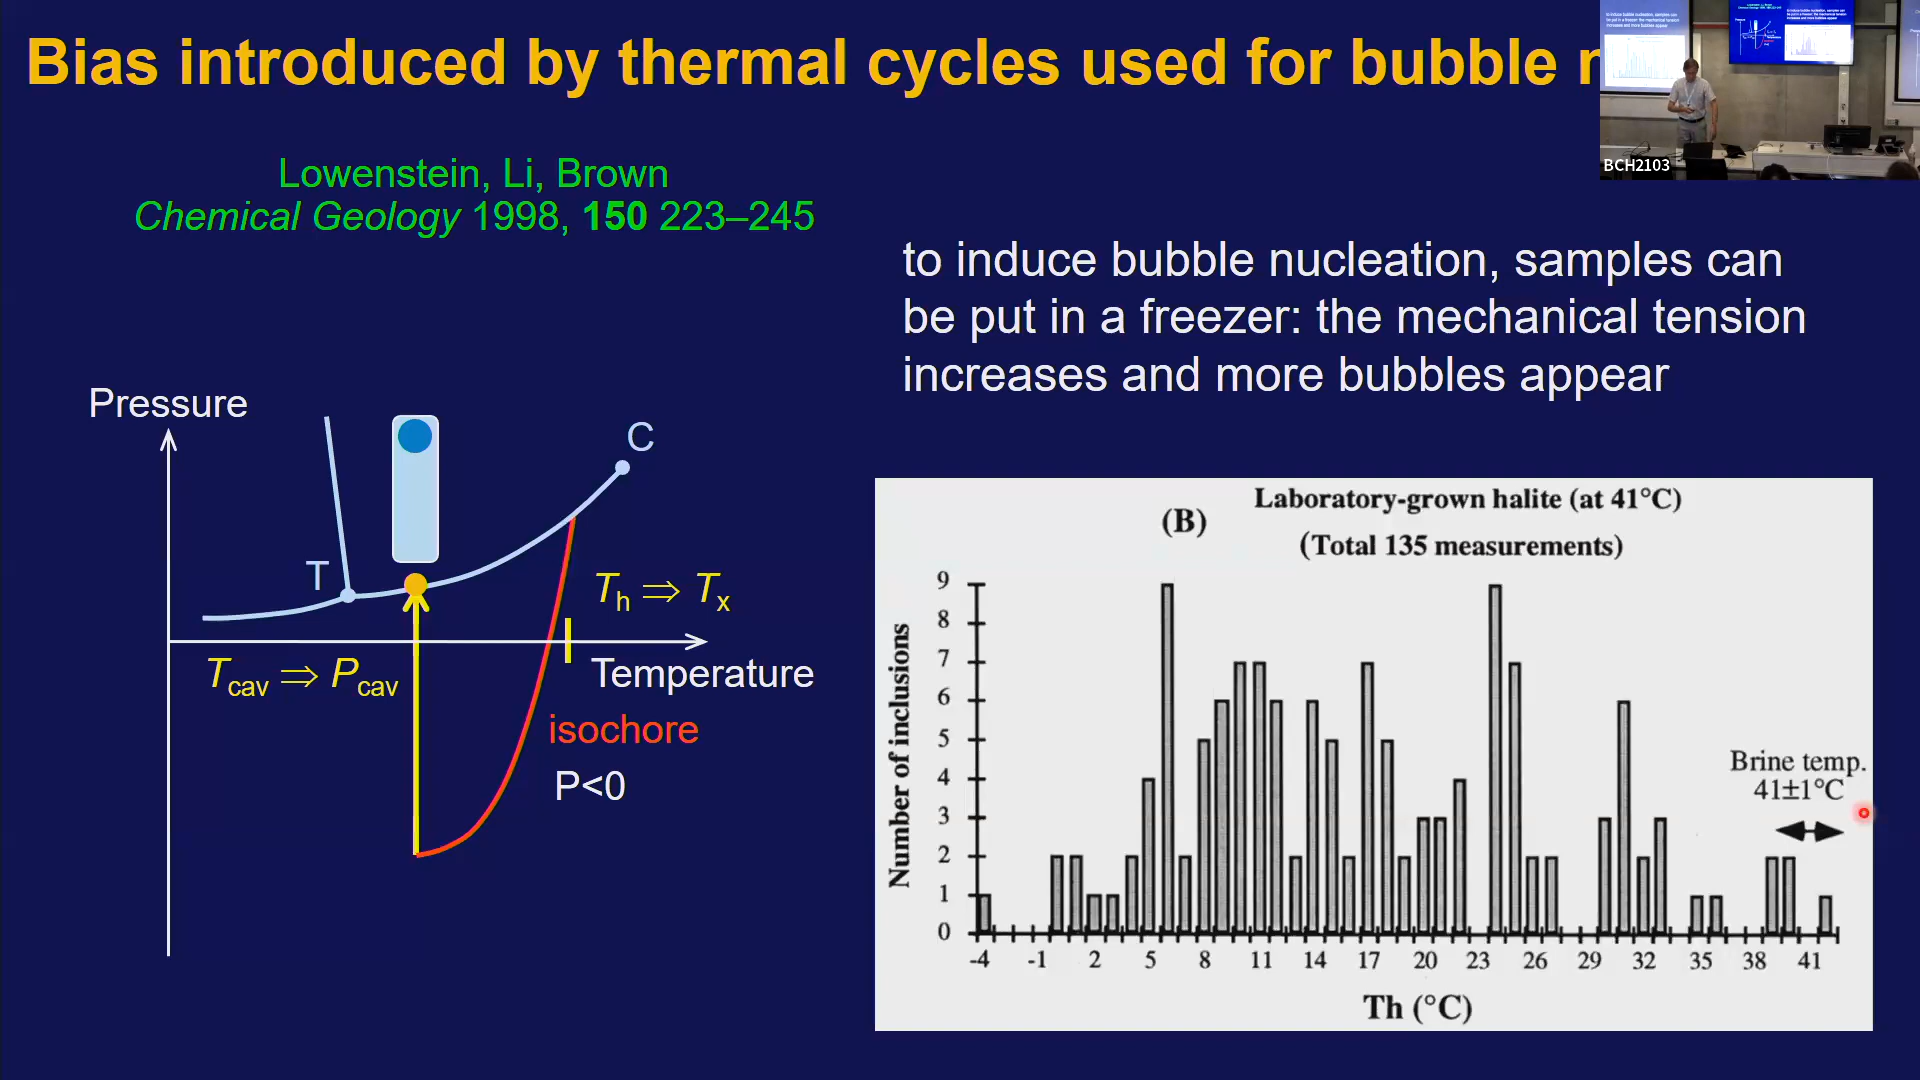 Bias introduced by thermal cycles used for bubble
BCH2103
Lowenstein, Li, Brown
Chemical Geology 1998, 150 223–245
to induce bubble nucleation, samples can
be put in a freezer: the mechanical tension
increases and more bubbles appear
Pressure
C
T
Th ⇒ Tx
Tcav ⇒ Pcav
Temperature
isochore
P<0
Laboratory-grown halite (at 41°C)
(B)
(Total 135 measurements)
Number of inclusions
9
8
7
6
5
4
3
2
1
0
Brine temp.
41±1°C
-4 -1 2 5 8 11 14 17 20 23 26 29 32 35 38 41
Th (°C)